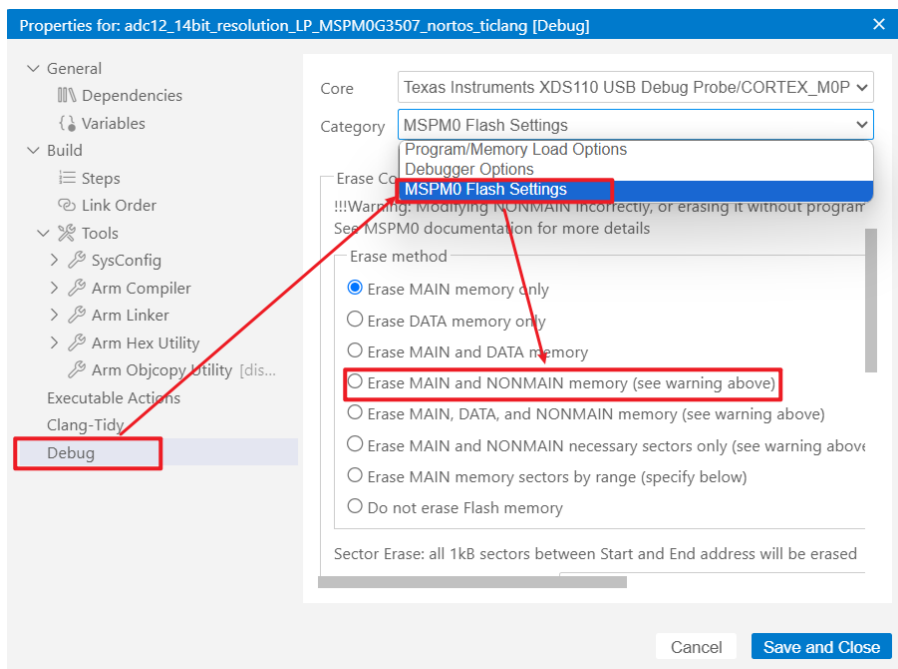 Properties for: adc12_14bit_resolution_LP_MSPM0G3507_nortos_ticlang [Debug]
General
Dependencies
Variables
Build
Steps
Link Order
Tools
SysConfig
Arm Compiler
Arm Linker
Arm Hex Utility
Arm Objcopy Utility [dis...
Executable Actions
Clang-Tidy
Debug
Core
Texas Instruments XDS110 USB Debug Probe/CORTEX_M0P
Category
MSPM0 Flash Settings
Program/Memory Load Options
Debugger Options
MSPM0 Flash Settings
Erase Co
!!!Warning: Modifying NONMAIN incorrectly, or erasing it without program
See MSPM0 documentation for more details
Erase method
Erase MAIN memory only
Erase DATA memory only
Erase MAIN and DATA memory
Erase MAIN and NONMAIN memory (see warning above)
Erase MAIN, DATA, and NONMAIN memory (see warning above)
Erase MAIN and NONMAIN necessary sectors only (see warning above
Erase MAIN memory sectors by range (specify below)
Do not erase Flash memory
Sector Erase: all 1kB sectors between Start and End address will be erased
Cancel
Save and Close